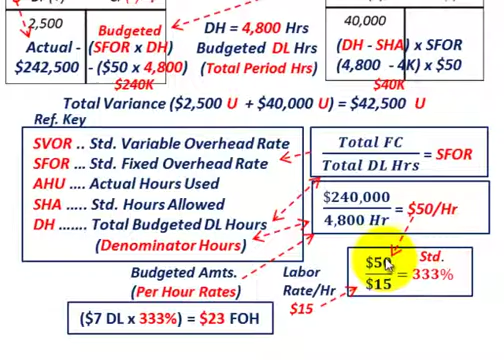 2,500
Budgeted
DH = 4,800 Hrs
40,000
Actual - (SFOR x DH)
Budgeted DL Hrs
(DH - SHA) x SFOR
$242,500 - ($50 x 4,800)
(Total Period Hrs)
(4,800 - 4K) x $50
$240K
$40K
Total Variance ($2,500 U + $40,000 U) = $42,500 U
Ref. Key
SVOR .. Std. Variable Overhead Rate
SFOR ... Std. Fixed Overhead Rate
AHU .... Actual Hours Used
SHA ..... Std. Hours Allowed
DH ....... Total Budgeted DL Hours
(Denominator Hours)
Total FC
Total DL Hrs
= SFOR
$240,000
4,800 Hr
= $50/Hr
Budgeted Amts.
(Per Hour Rates)
Labor
Rate/Hr
$15
$50
$15
= 333%
Std.
($7 DL x 333%) = $23 FOH